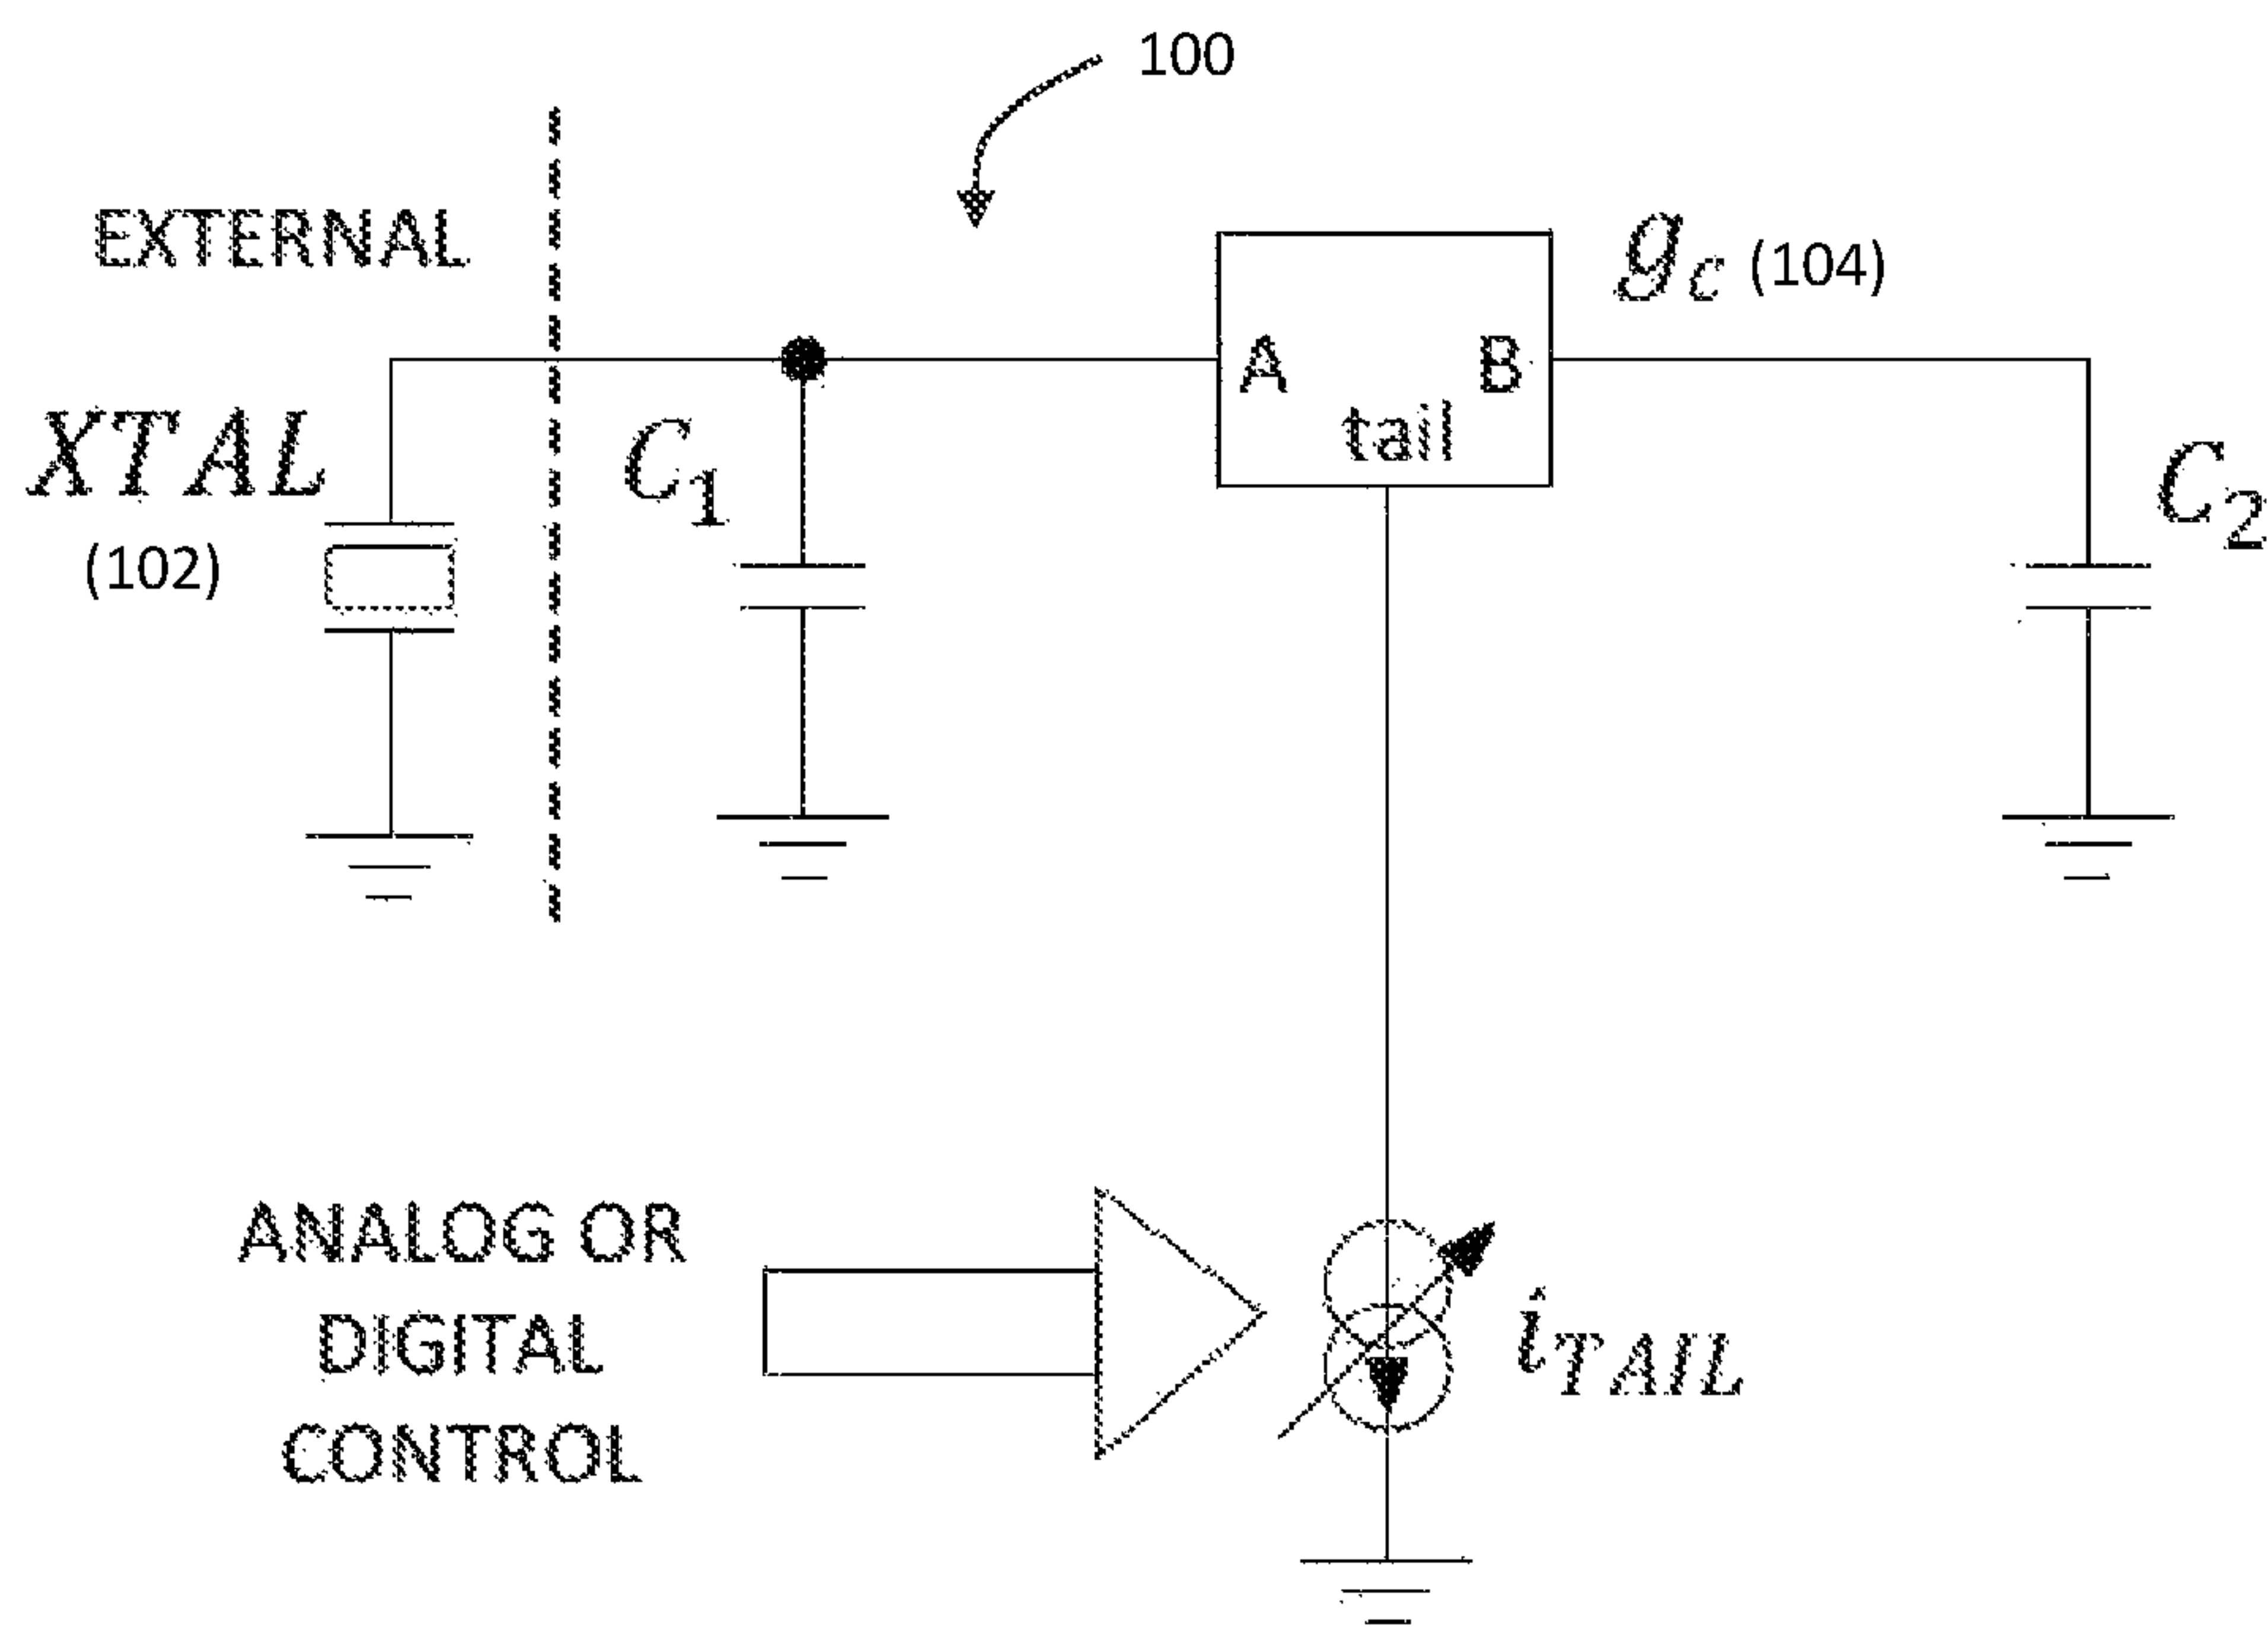 100
EXTERNAL
g_c (104)
A B
tail
XTAL
(102)
C_1
C_2
ANALOG OR
DIGITAL
CONTROL
i_TAIL